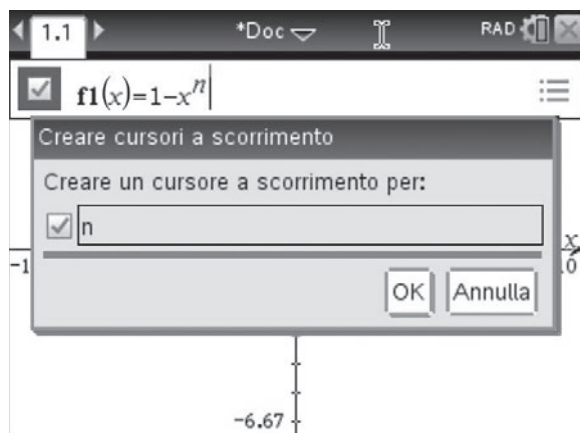 1.1 *Doc RAD
f1(x)=1-xⁿ
Creare cursori a scorrimento
Creare un cursore a scorrimento per:
n
x
-1 .0
OK Annulla
-6.67